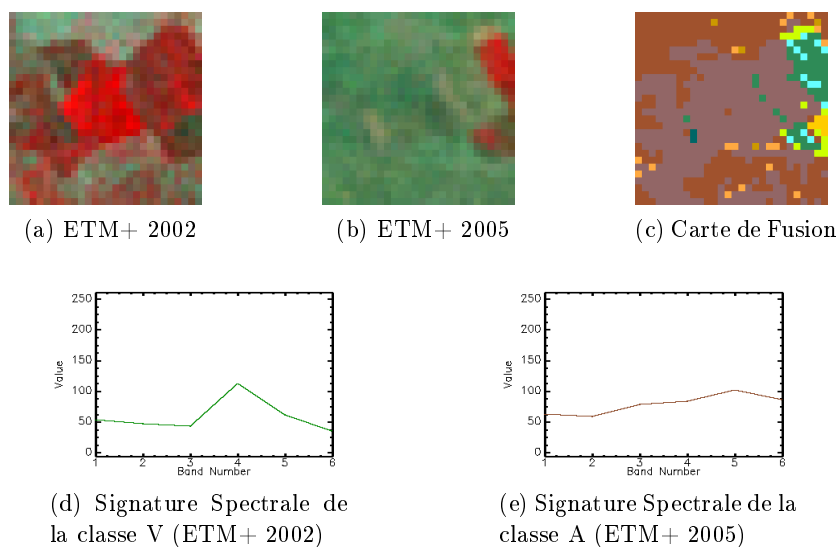 (a) ETM+ 2002
(b) ETM+ 2005
(c) Carte de Fusion
250
200
150
100
50
0
Value
1 2 3 4 5 6
Band Number
250
200
150
100
50
0
Value
1 2 3 4 5 6
Band Number
(d) Signature Spectrale de
la classe V (ETM+ 2002)
(e) Signature Spectrale de la
classe A (ETM+ 2005)